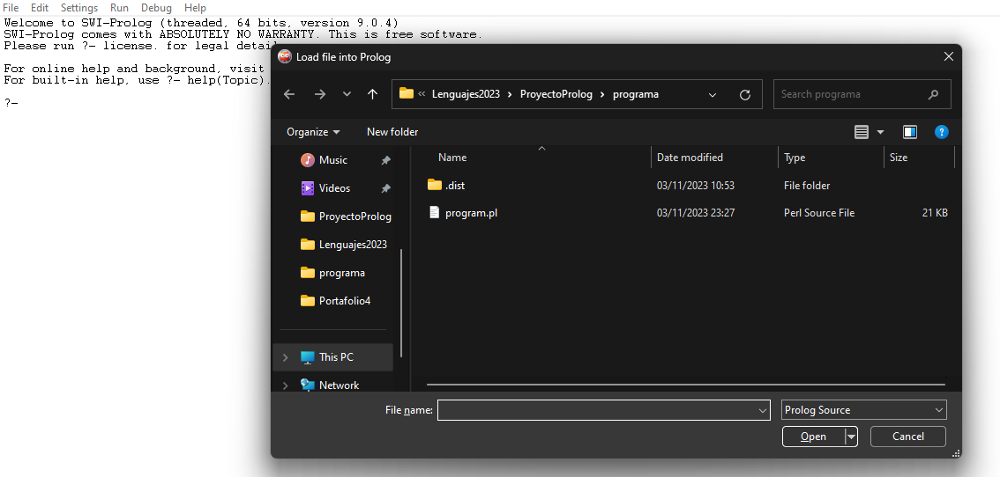 File Edit Settings Run Debug Help
Welcome to SWI-Prolog (threaded, 64 bits, version 9.0.4)
SWI-Prolog comes with ABSOLUTELY NO WARRANTY. This is free software.
Please run ?- license. for legal detail
For online help and background, visit
For built-in help, use ?- help(Topic).
?-
Load file into Prolog
« Lenguajes2023 > ProyectoProlog > programa
Search programa
Organize New folder
Name Date modified Type Size
Music
Videos
ProyectoProlog
Lenguajes2023
programa
Portafolio4
This PC
Network
.dist 03/11/2023 10:53 File folder
program.pl 03/11/2023 23:27 Perl Source File 21 KB
File name:
Prolog Source
Open Cancel